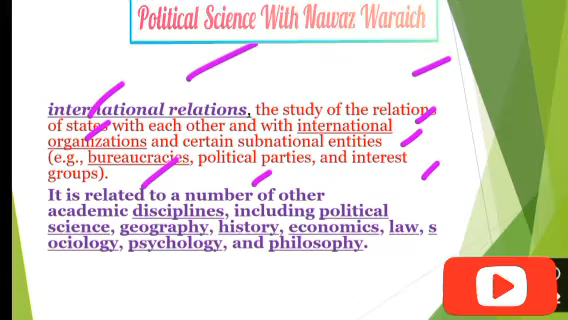 Political Science With Nawaz Waraich
international relations, the study of the relations
of states with each other and with international
organizations and certain subnational entities
(e.g., bureaucracies, political parties, and interest
groups).
It is related to a number of other
academic disciplines, including political
science, geography, history, economics, law, s
ociology, psychology, and philosophy.